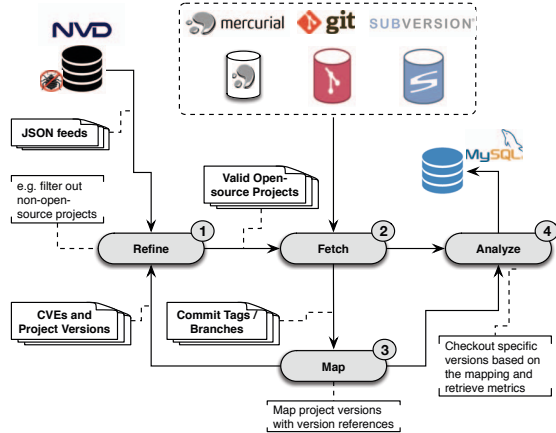 NVD
mercurial
git
SUBVERSION®
JSON feeds
MySQL
e.g. filter out
non-open-
source projects
Valid Open-
source Projects
1
Refine
2
Fetch
4
Analyze
CVEs and
Project Versions
Commit Tags /
Branches
3
Map
Checkout specific
versions based on
the mapping and
retrieve metrics
Map project versions
with version references